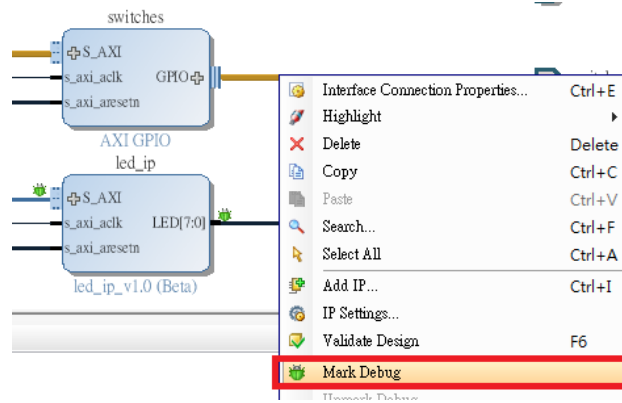 switches
S_AXI
s_axi_aclk GPIO
s_axi_aresetn
AXI GPIO
led_ip
S_AXI
s_axi_aclk LED[7:0]
s_axi_aresetn
led_ip_v1.0 (Beta)
Interface Connection Properties... Ctrl+E
Highlight
Delete Delete
Copy Ctrl+C
Paste Ctrl+V
Search... Ctrl+F
Select All Ctrl+A
Add IP... Ctrl+I
IP Settings...
Validate Design F6
Mark Debug
Unmark Debug